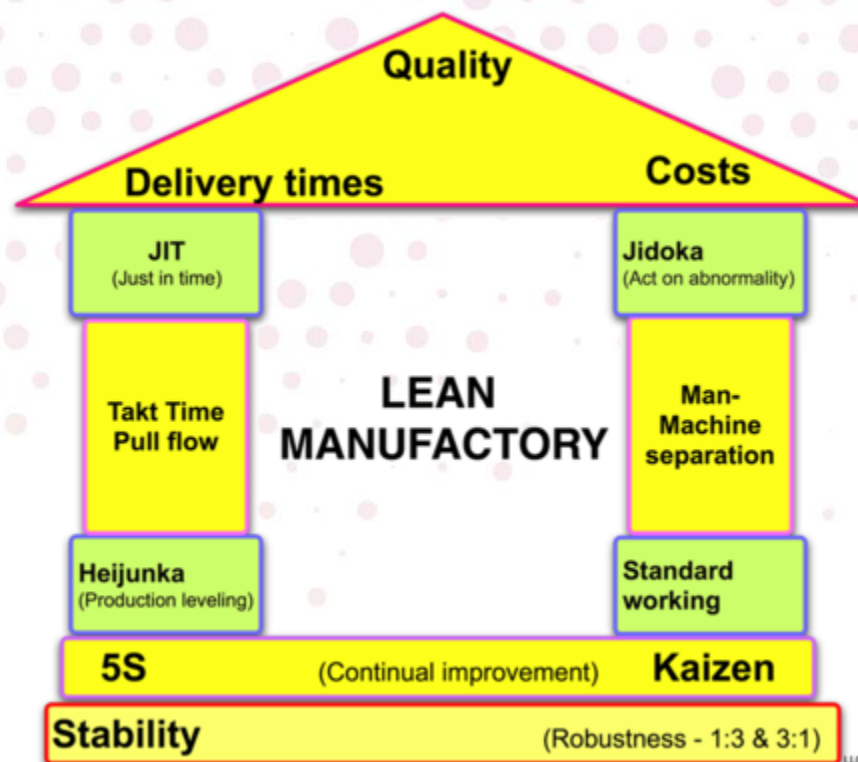 Quality
Delivery times
Costs
JIT
(Just in time)
Jidoka
(Act on abnormality)
Takt Time
Pull flow
LEAN
MANUFACTORY
Man-
Machine
separation
Heijunka
(Production leveling)
Standard
working
5S (Continual improvement) Kaizen
Stability (Robustness - 1:3 & 3:1)